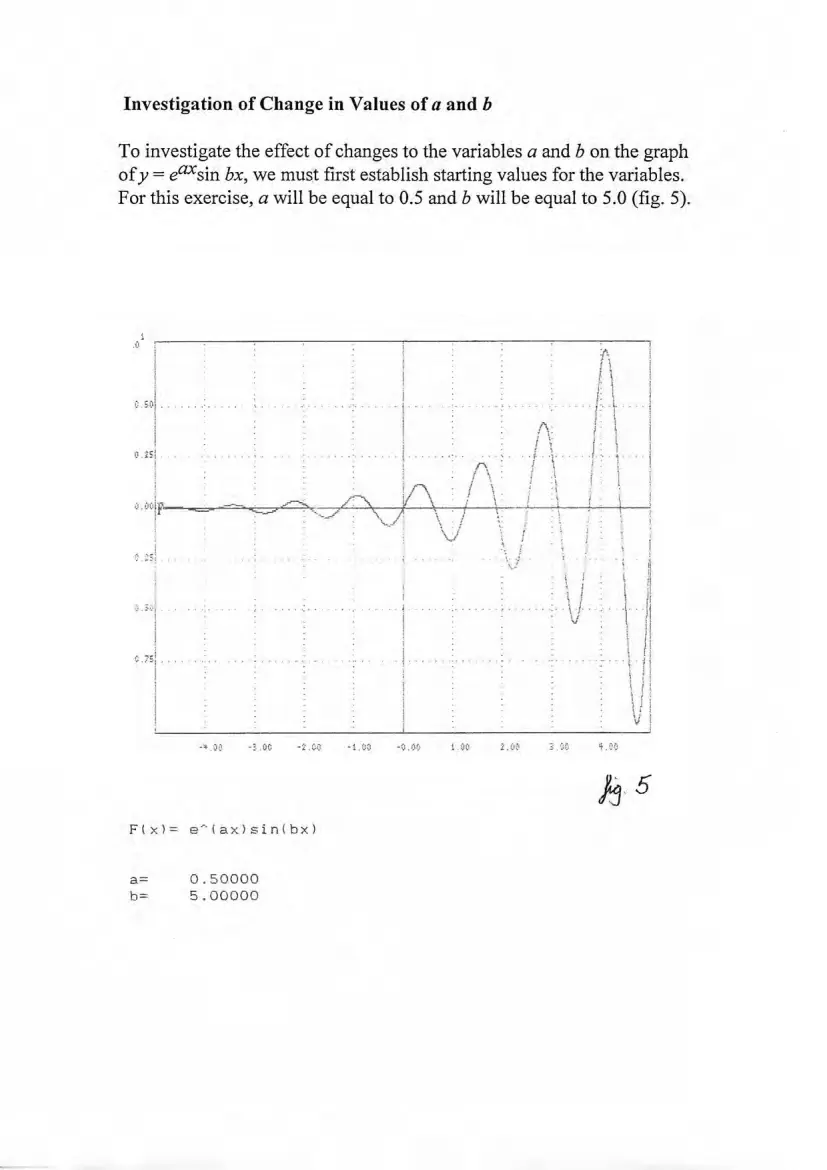 Investigation of Change in Values of a and b
To investigate the effect of changes to the variables a and b on the graph
of y = e^ax sin bx, we must first establish starting values for the variables.
For this exercise, a will be equal to 0.5 and b will be equal to 5.0 (fig. 5).
1
.0
0.50
0.25
0.00
F
0.25
0.50
0.75
-4.00 -3.00 -2.00 -1.00 -0.00 1.00 2.00 3.00 4.00
fig. 5
F(x)= e^(ax)sin(bx)
a= 0.50000
b= 5.00000